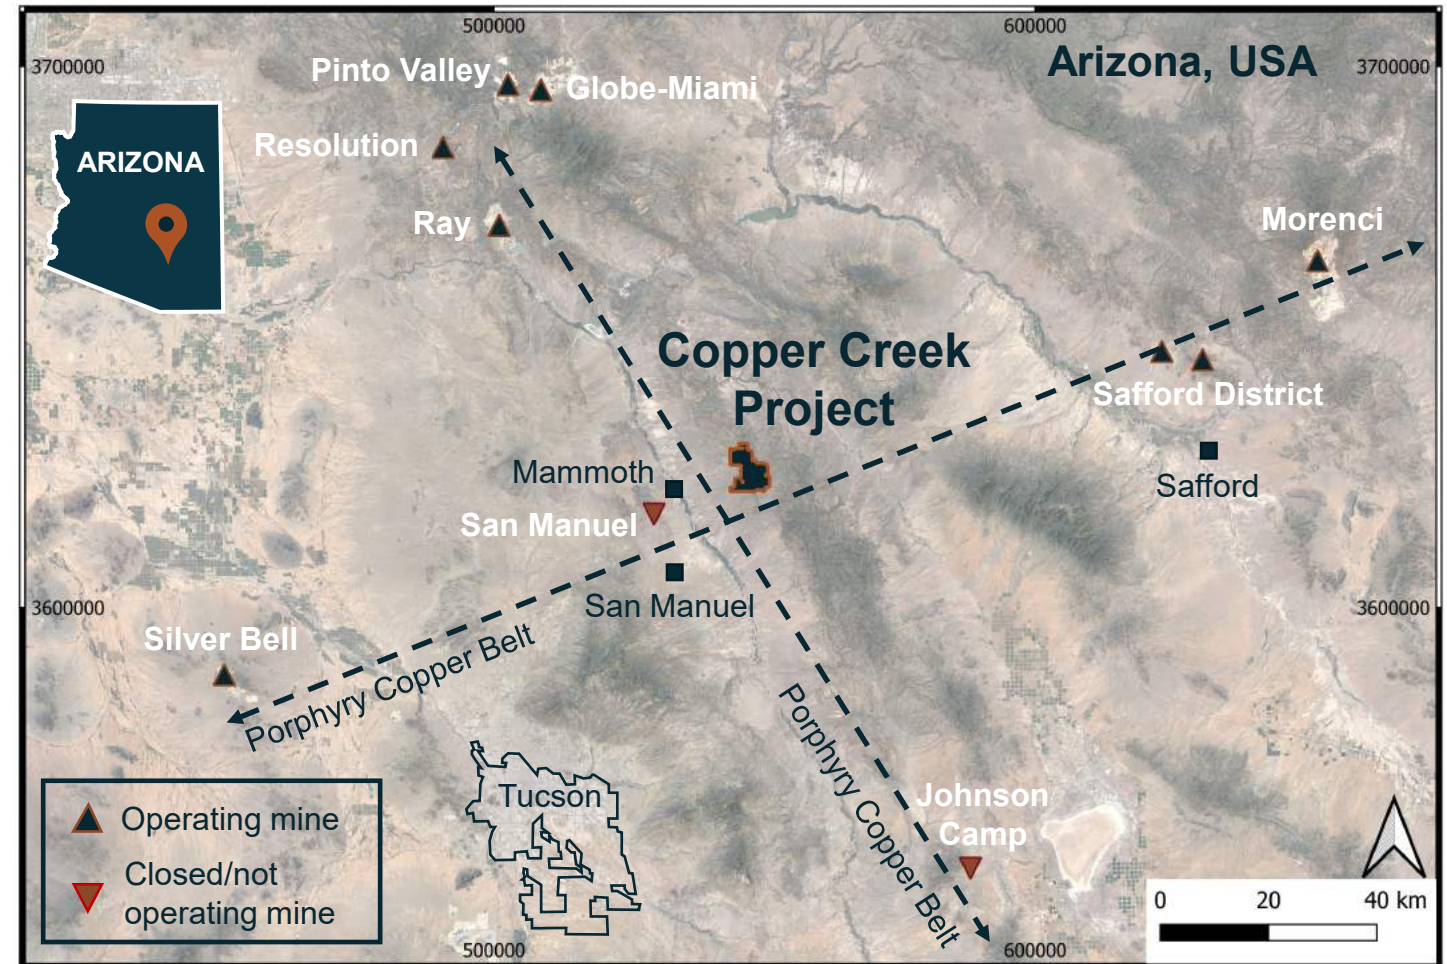 500000
600000
Arizona, USA
3700000
3700000
Pinto Valley
Globe-Miami
Resolution
ARIZONA
Ray
Morenci
Copper Creek
Project
Safford District
Mammoth
Safford
San Manuel
San Manuel
3600000
3600000
Silver Bell
Porphyry Copper Belt
Porphyry Copper Belt
Tucson
Johnson
Camp
Operating mine
Closed/not
operating mine
0 20 40 km
500000
600000